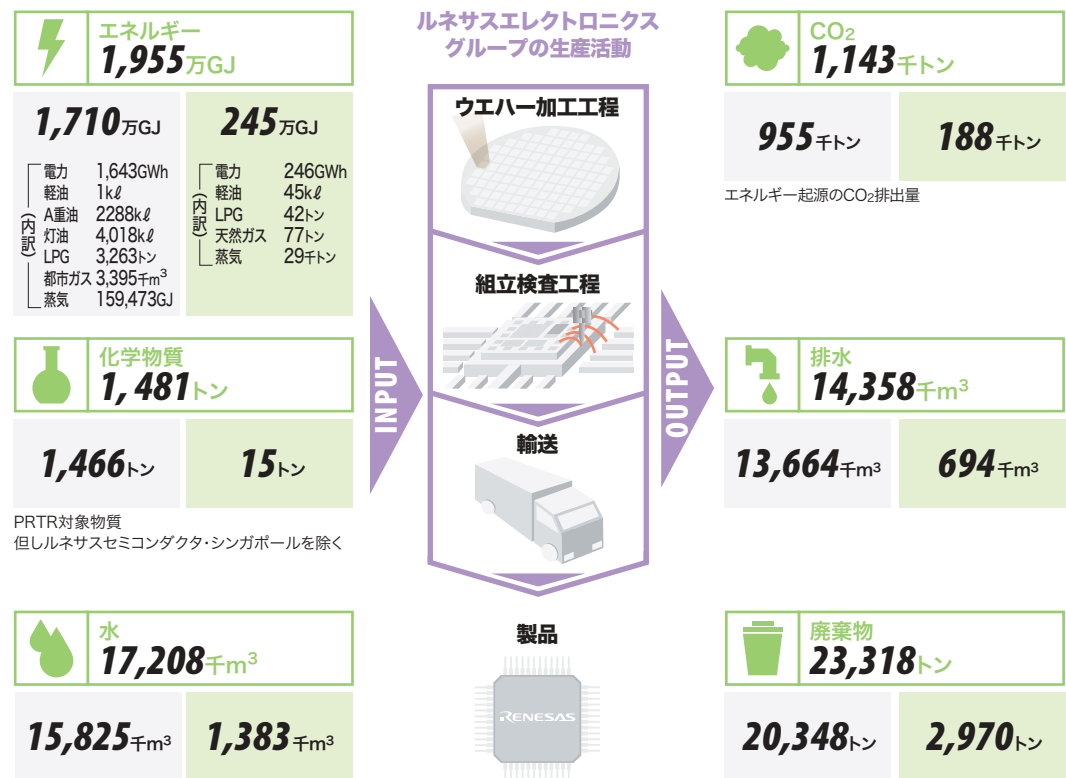 エネルギー
1,955万GJ
1,710万GJ
245万GJ
(内訳)
電力 1,643GWh
軽油 1kℓ
A重油 2288kℓ
灯油 4,018kℓ
LPG 3,263トン
都市ガス 3,395千m³
蒸気 159,473GJ
(内訳)
電力 246GWh
軽油 45kℓ
LPG 42トン
天然ガス 77トン
蒸気 29千トン
化学物質
1,481トン
1,466トン
15トン
PRTR対象物質
但しルネサスセミコンダクタ・シンガポールを除く
水
17,208千m³
15,825千m³
1,383千m³
INPUT
ルネサスエレクトロニクス
グループの生産活動
ウエハー加工工程
組立検査工程
輸送
製品
RENESAS
OUTPUT
CO₂
1,143千トン
955千トン
188千トン
エネルギー起源のCO₂排出量
排水
14,358千m³
13,664千m³
694千m³
廃棄物
23,318トン
20,348トン
2,970トン